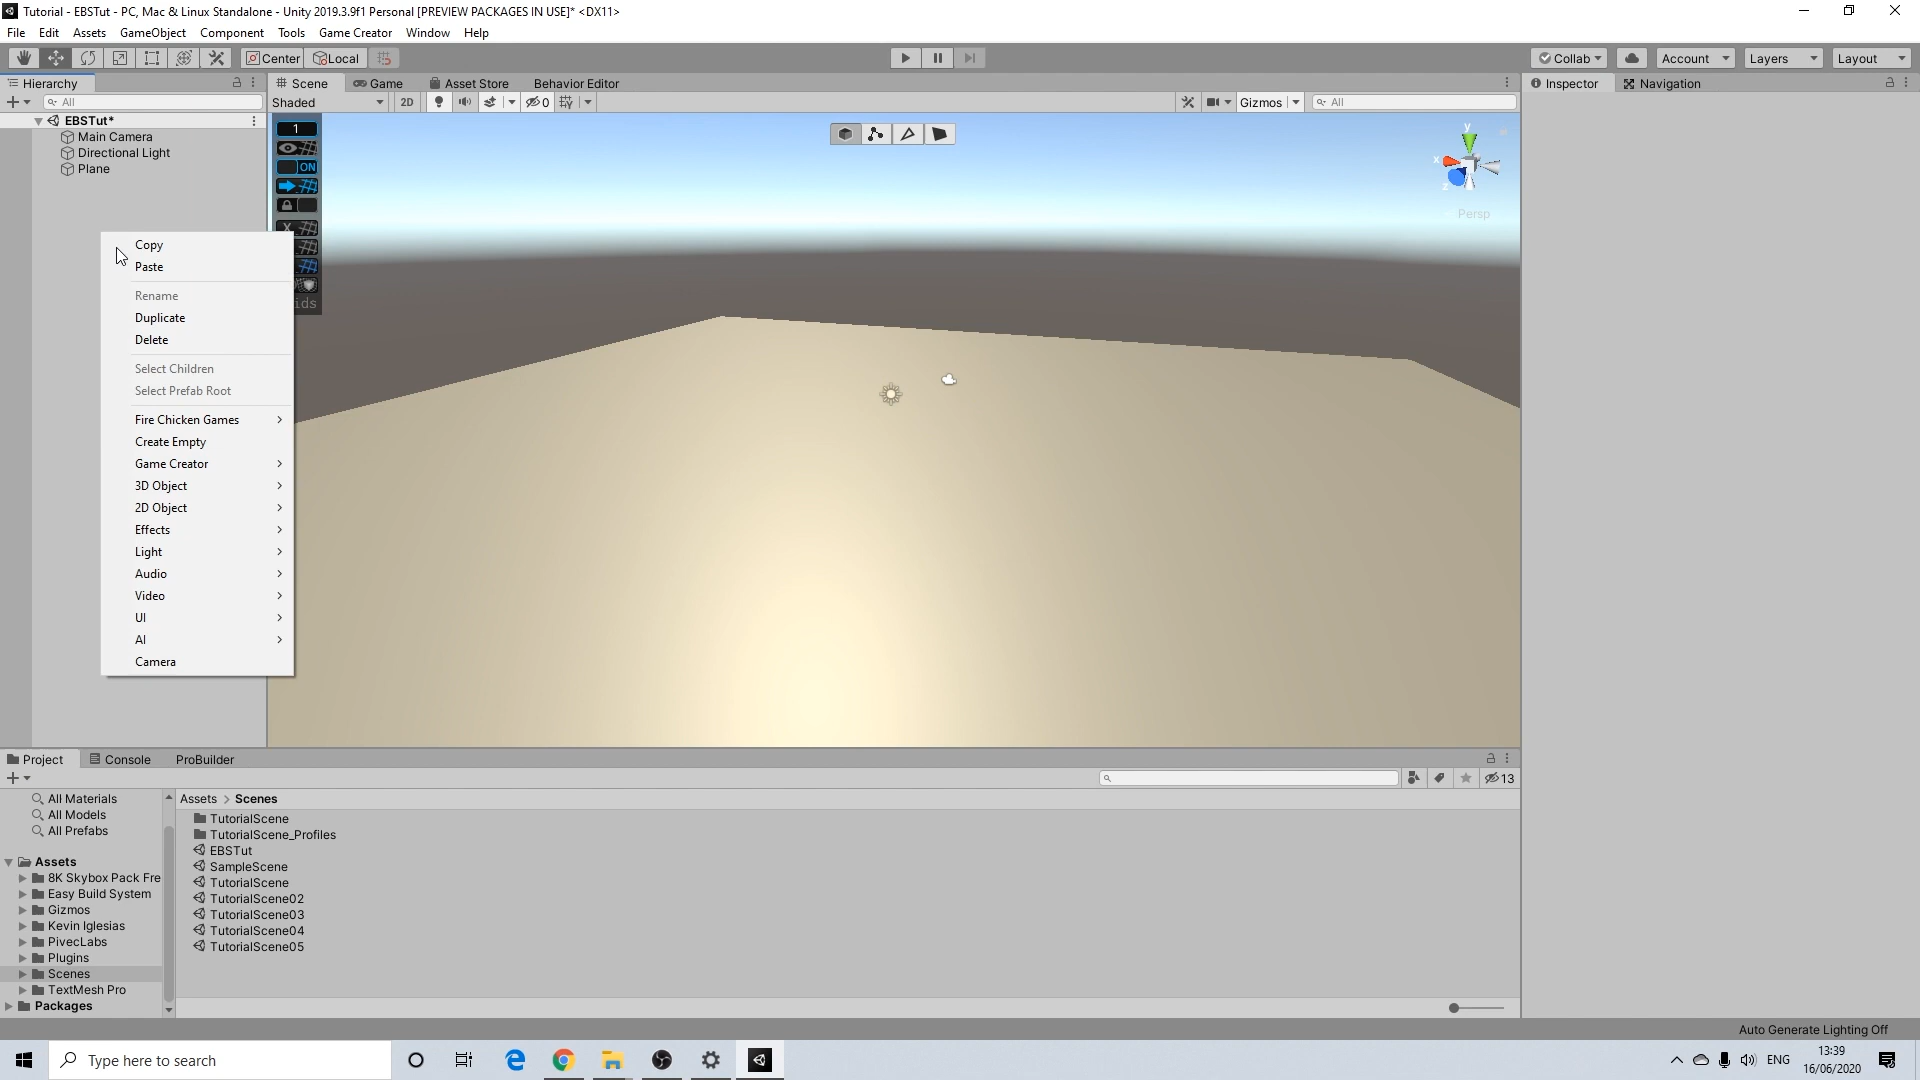 Tutorial - EBSTut - PC, Mac & Linux Standalone - Unity 2019.3.9f1 Personal [PREVIEW PACKAGES IN USE]* <DX11>
File Edit Assets GameObject Component Tools Game Creator Window Help
Center Local Collab Account Layers Layout
Hierarchy Scene Game Asset Store Behavior Editor Inspector Navigation
All Shaded 2D 0 Gizmos All
EBSTut*
Main Camera
Directional Light
Plane
1
ON
X
y
x
z
Persp
Copy
Paste
Rename
Duplicate
Delete
Select Children
Select Prefab Root
Fire Chicken Games
Create Empty
Game Creator
3D Object
2D Object
Effects
Light
Audio
Video
UI
AI
Camera
ids
Project Console ProBuilder
13
All Materials
All Models
All Prefabs
Assets
8K Skybox Pack Fre
Easy Build System
Gizmos
Kevin Iglesias
PivecLabs
Plugins
Scenes
TextMesh Pro
Packages
Assets > Scenes
TutorialScene
TutorialScene_Profiles
EBSTut
SampleScene
TutorialScene
TutorialScene02
TutorialScene03
TutorialScene04
TutorialScene05
Auto Generate Lighting Off
Type here to search
ENG
13:39
16/06/2020